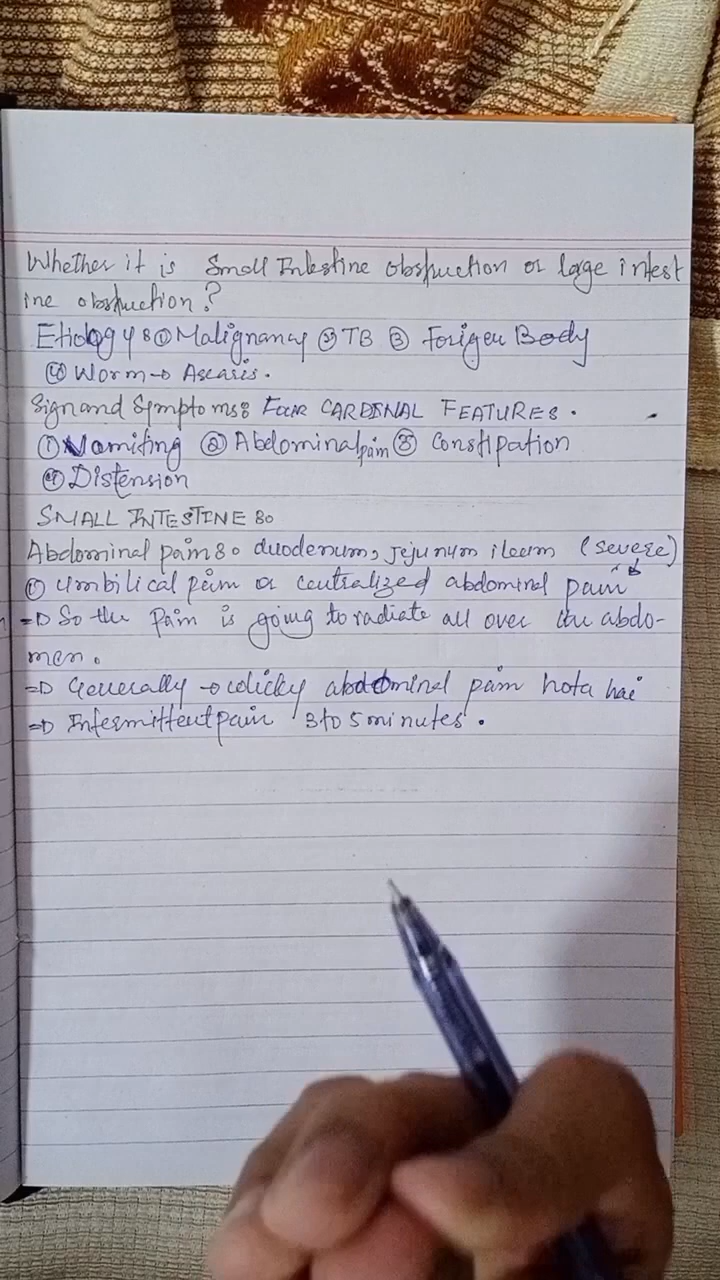 Whether it is Small Intestine obstruction or large intest
ine obstruction?
Etiology: ① Malignancy ② TB ③ Forigeu Body
④ Worm → Ascaris.
Sign and Symptoms: FOUR CARDINAL FEATURES.
① Vomiting ② Abdominal pain ③ Constipation
④ Distension
SMALL INTESTINE :
Abdominal pain: duodenum, jejunum ileum (severe)
① Umbilical pain or centralized abdominal pain
⇒ So the pain is going to radiate all over the abdo-
men.
⇒ Generally → colicky abdominal pain hota hai
⇒ Intermittent pain 3 to 5 minutes.